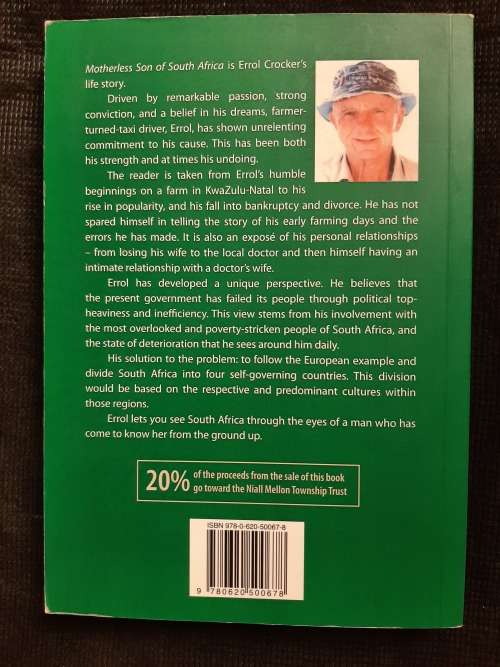 Motherless Son of South Africa is Errol Crocker's
life story.
Driven by remarkable passion, strong
conviction, and a belief in his dreams, farmer-
turned-taxi driver, Errol, has shown unrelenting
commitment to his cause. This has been both
his strength and at times his undoing.
The reader is taken from Errol's humble
beginnings on a farm in KwaZulu-Natal to his
rise in popularity, and his fall into bankruptcy and divorce. He has not
spared himself in telling the story of his early farming days and the
errors he has made. It is also an exposé of his personal relationships
– from losing his wife to the local doctor and then himself having an
intimate relationship with a doctor's wife.
Errol has developed a unique perspective. He believes that
the present government has failed its people through political top-
heaviness and inefficiency. This view stems from his involvement with
the most overlooked and poverty-stricken people of South Africa, and
the state of deterioration that he sees around him daily.
His solution to the problem: to follow the European example and
divide South Africa into four self-governing countries. This division
would be based on the respective and predominant cultures within
those regions.
Errol lets you see South Africa through the eyes of a man who has
come to know her from the ground up.
20% of the proceeds from the sale of this book
go toward the Niall Mellon Township Trust
ISBN 978-0-620-50067-8
9 780620 500678